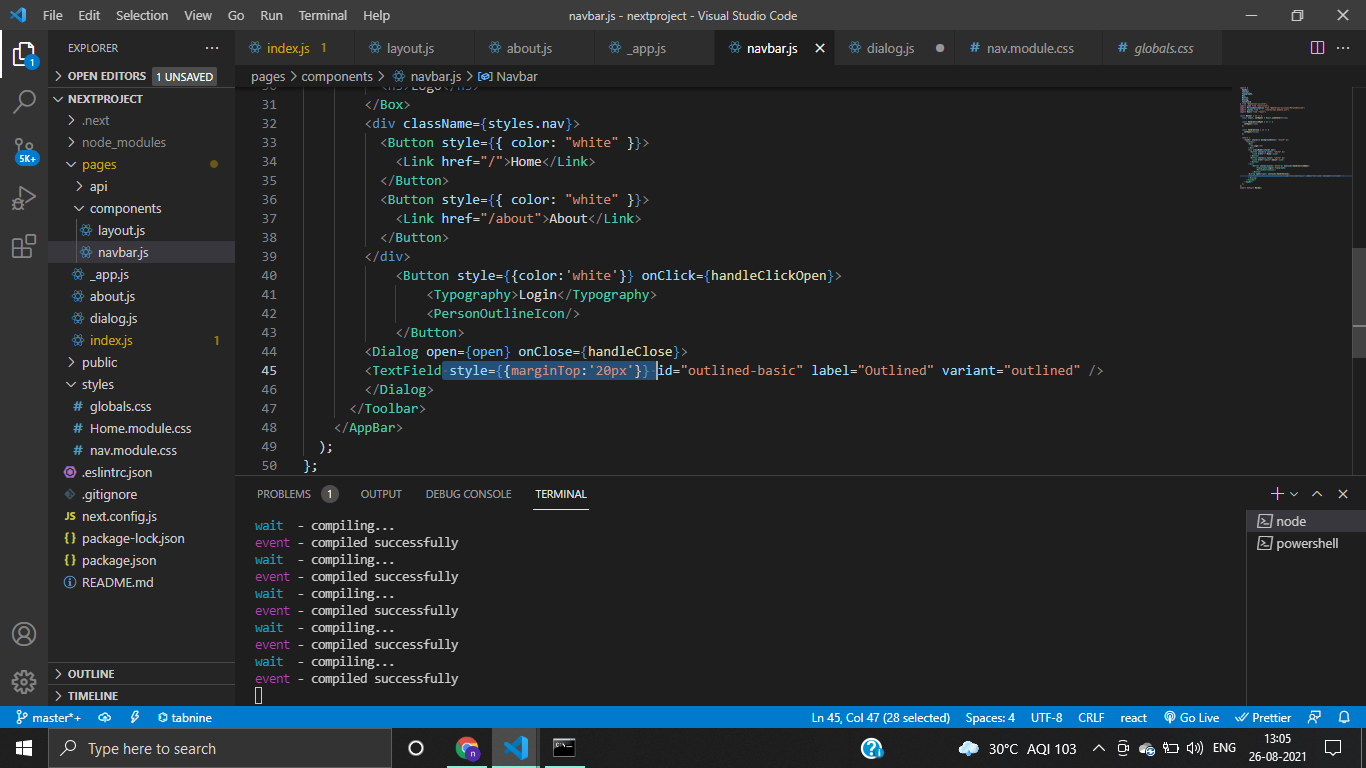 File Edit Selection View Go Run Terminal Help navbar.js - nextproject - Visual Studio Code
EXPLORER
OPEN EDITORS 1 UNSAVED
NEXTPROJECT
.next
node_modules
pages
api
components
layout.js
navbar.js
_app.js
about.js
dialog.js
index.js 1
public
styles
globals.css
Home.module.css
nav.module.css
.eslintrc.json
.gitignore
JS next.config.js
{} package-lock.json
{} package.json
README.md
OUTLINE
TIMELINE
1
5K+
index.js 1 layout.js about.js _app.js navbar.js dialog.js nav.module.css globals.css
pages > components > navbar.js > Navbar
30 <h5>Logo</h5>
31 </Box>
32 <div className={styles.nav}>
33 <Button style={{ color: "white" }}>
34 <Link href="/">Home</Link>
35 </Button>
36 <Button style={{ color: "white" }}>
37 <Link href="/about">About</Link>
38 </Button>
39 </div>
40 <Button style={{color:'white'}} onClick={handleClickOpen}>
41 <Typography>Login</Typography>
42 <PersonOutlineIcon/>
43 </Button>
44 <Dialog open={open} onClose={handleClose}>
45 <TextField style={{marginTop:'20px'}} id="outlined-basic" label="Outlined" variant="outlined" />
46 </Dialog>
47 </Toolbar>
48 </AppBar>
49 );
50 };
PROBLEMS 1 OUTPUT DEBUG CONSOLE TERMINAL
wait - compiling...
event - compiled successfully
wait - compiling...
event - compiled successfully
wait - compiling...
event - compiled successfully
wait - compiling...
event - compiled successfully
wait - compiling...
event - compiled successfully
node
powershell
master*+ tabnine Ln 45, Col 47 (28 selected) Spaces: 4 UTF-8 CRLF react Go Live Prettier
Type here to search n 30°C AQI 103 ENG 13:05
26-08-2021